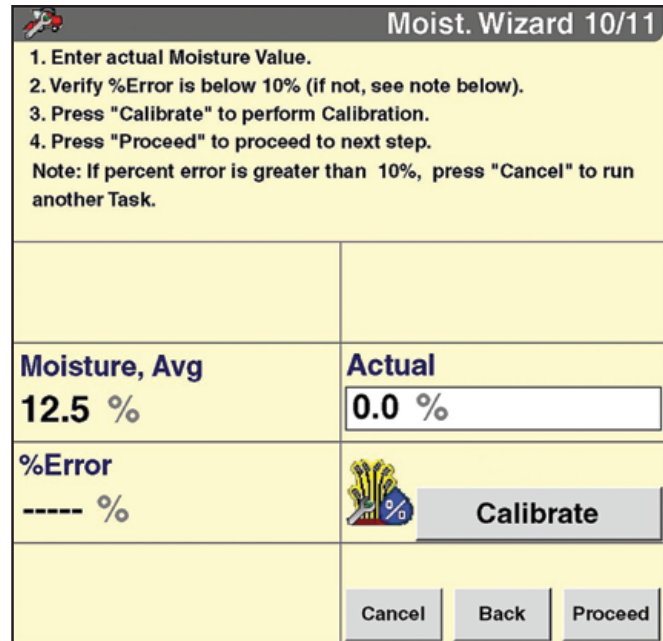 Moist. Wizard 10/11
1. Enter actual Moisture Value.
2. Verify %Error is below 10% (if not, see note below).
3. Press "Calibrate" to perform Calibration.
4. Press "Proceed" to proceed to next step.
Note: If percent error is greater than 10%, press "Cancel" to run
another Task.
Moisture, Avg
12.5 %
Actual
0.0 %
%Error
----- %
%
Calibrate
Cancel
Back
Proceed